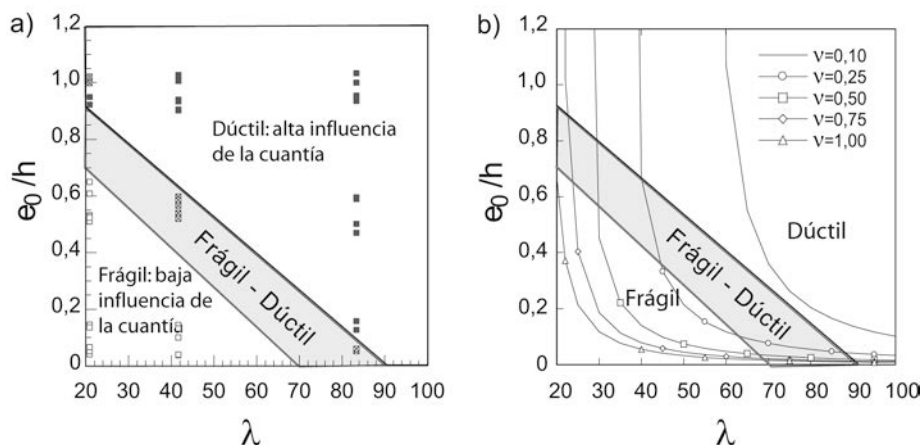 a)
1,2
1,0
0,8
0,6
0,4
0,2
0
e0/h
Dúctil: alta influencia
de la cuantía
Frágil - Dúctil
Frágil: baja
influencia de
la cuantía
20 30 40 50 60 70 80 90 100
λ
b)
1,2
1,0
0,8
0,6
0,4
0,2
0
e0/h
ν=0,10
ν=0,25
ν=0,50
ν=0,75
ν=1,00
Dúctil
Frágil - Dúctil
Frágil
20 30 40 50 60 70 80 90 100
λ